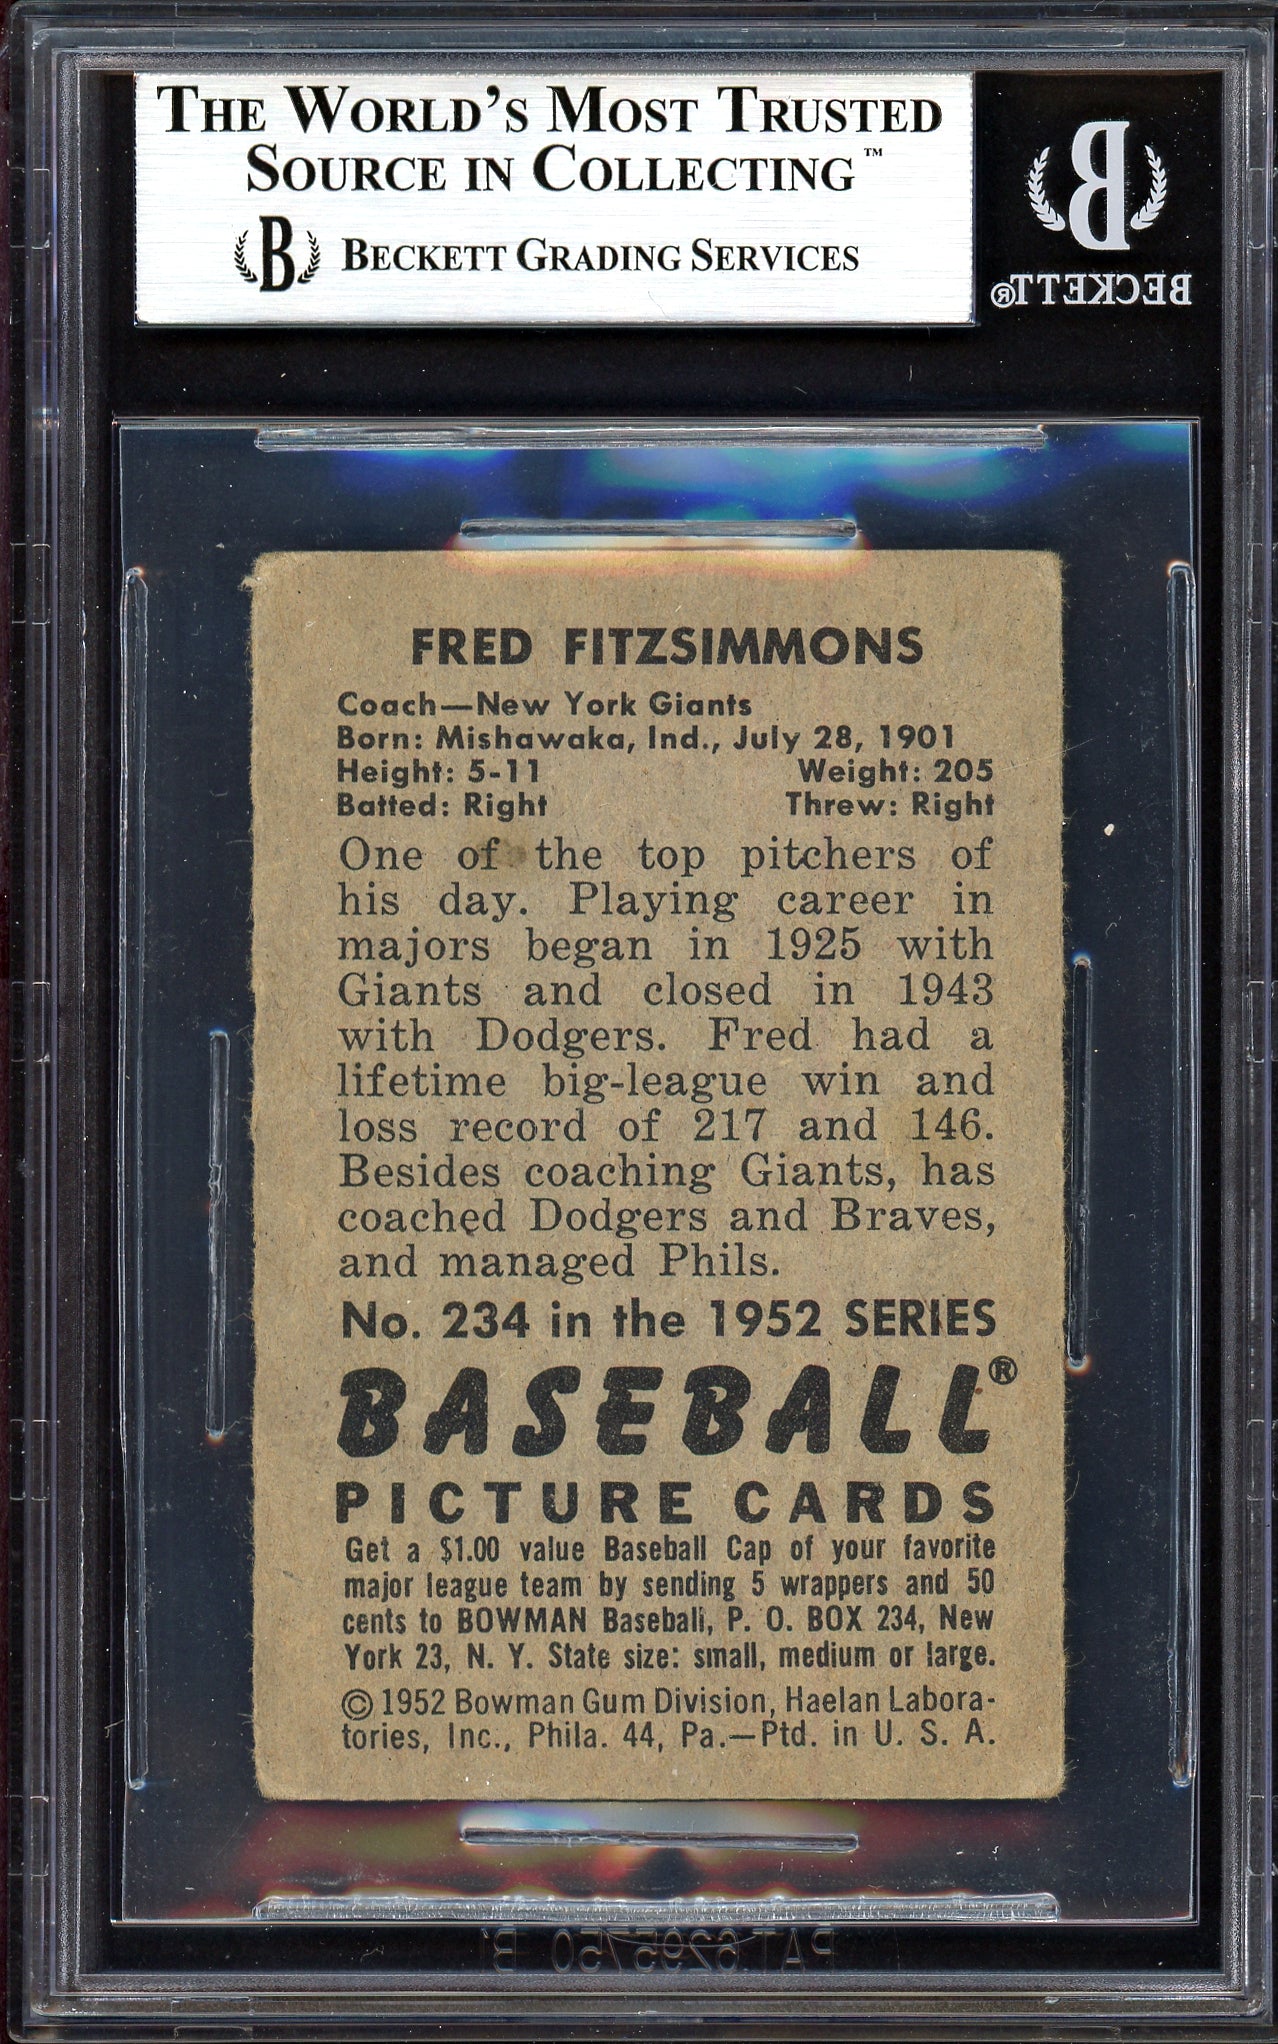 THE WORLD'S MOST TRUSTED
SOURCE IN COLLECTING™
B BECKETT GRADING SERVICES
B
BECKETT®
FRED FITZSIMMONS
Coach—New York Giants
Born: Mishawaka, Ind., July 28, 1901
Height: 5-11 Weight: 205
Batted: Right Threw: Right
One of the top pitchers of
his day. Playing career in
majors began in 1925 with
Giants and closed in 1943
with Dodgers. Fred had a
lifetime big-league win and
loss record of 217 and 146.
Besides coaching Giants, has
coached Dodgers and Braves,
and managed Phils.
No. 234 in the 1952 SERIES
BASEBALL®
PICTURE CARDS
Get a $1.00 value Baseball Cap of your favorite
major league team by sending 5 wrappers and 50
cents to BOWMAN Baseball, P. O. BOX 234, New
York 23, N. Y. State size: small, medium or large.
© 1952 Bowman Gum Division, Haelan Labora-
tories, Inc., Phila. 44, Pa.—Ptd. in U. S. A.
PAT.6295750 B1